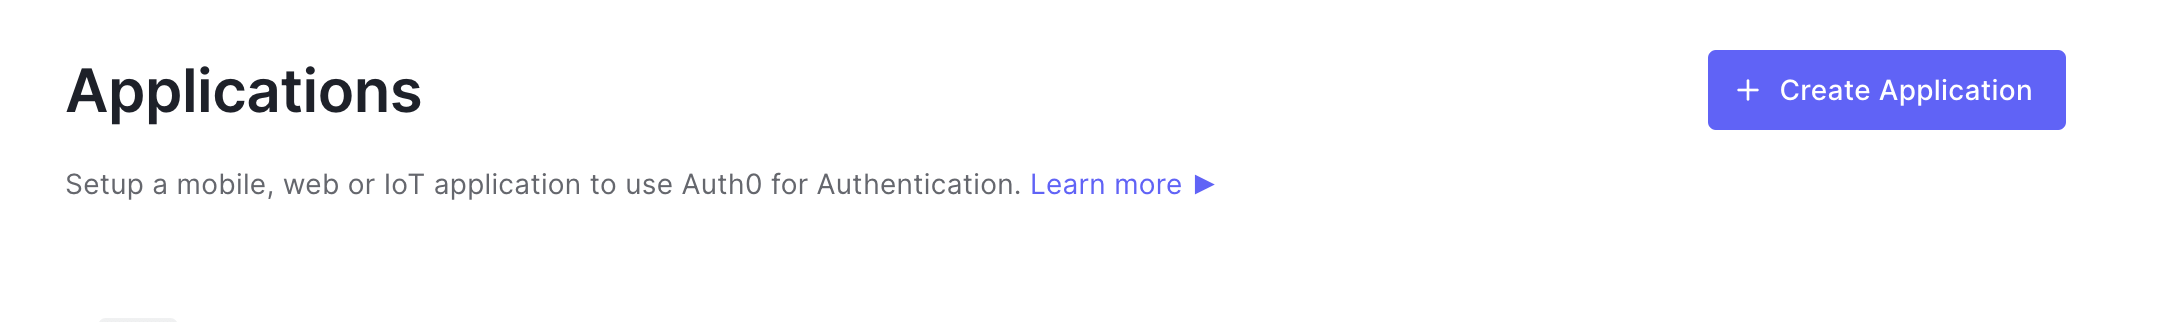 Applications
+ Create Application
Setup a mobile, web or IoT application to use Auth0 for Authentication. Learn more ▶